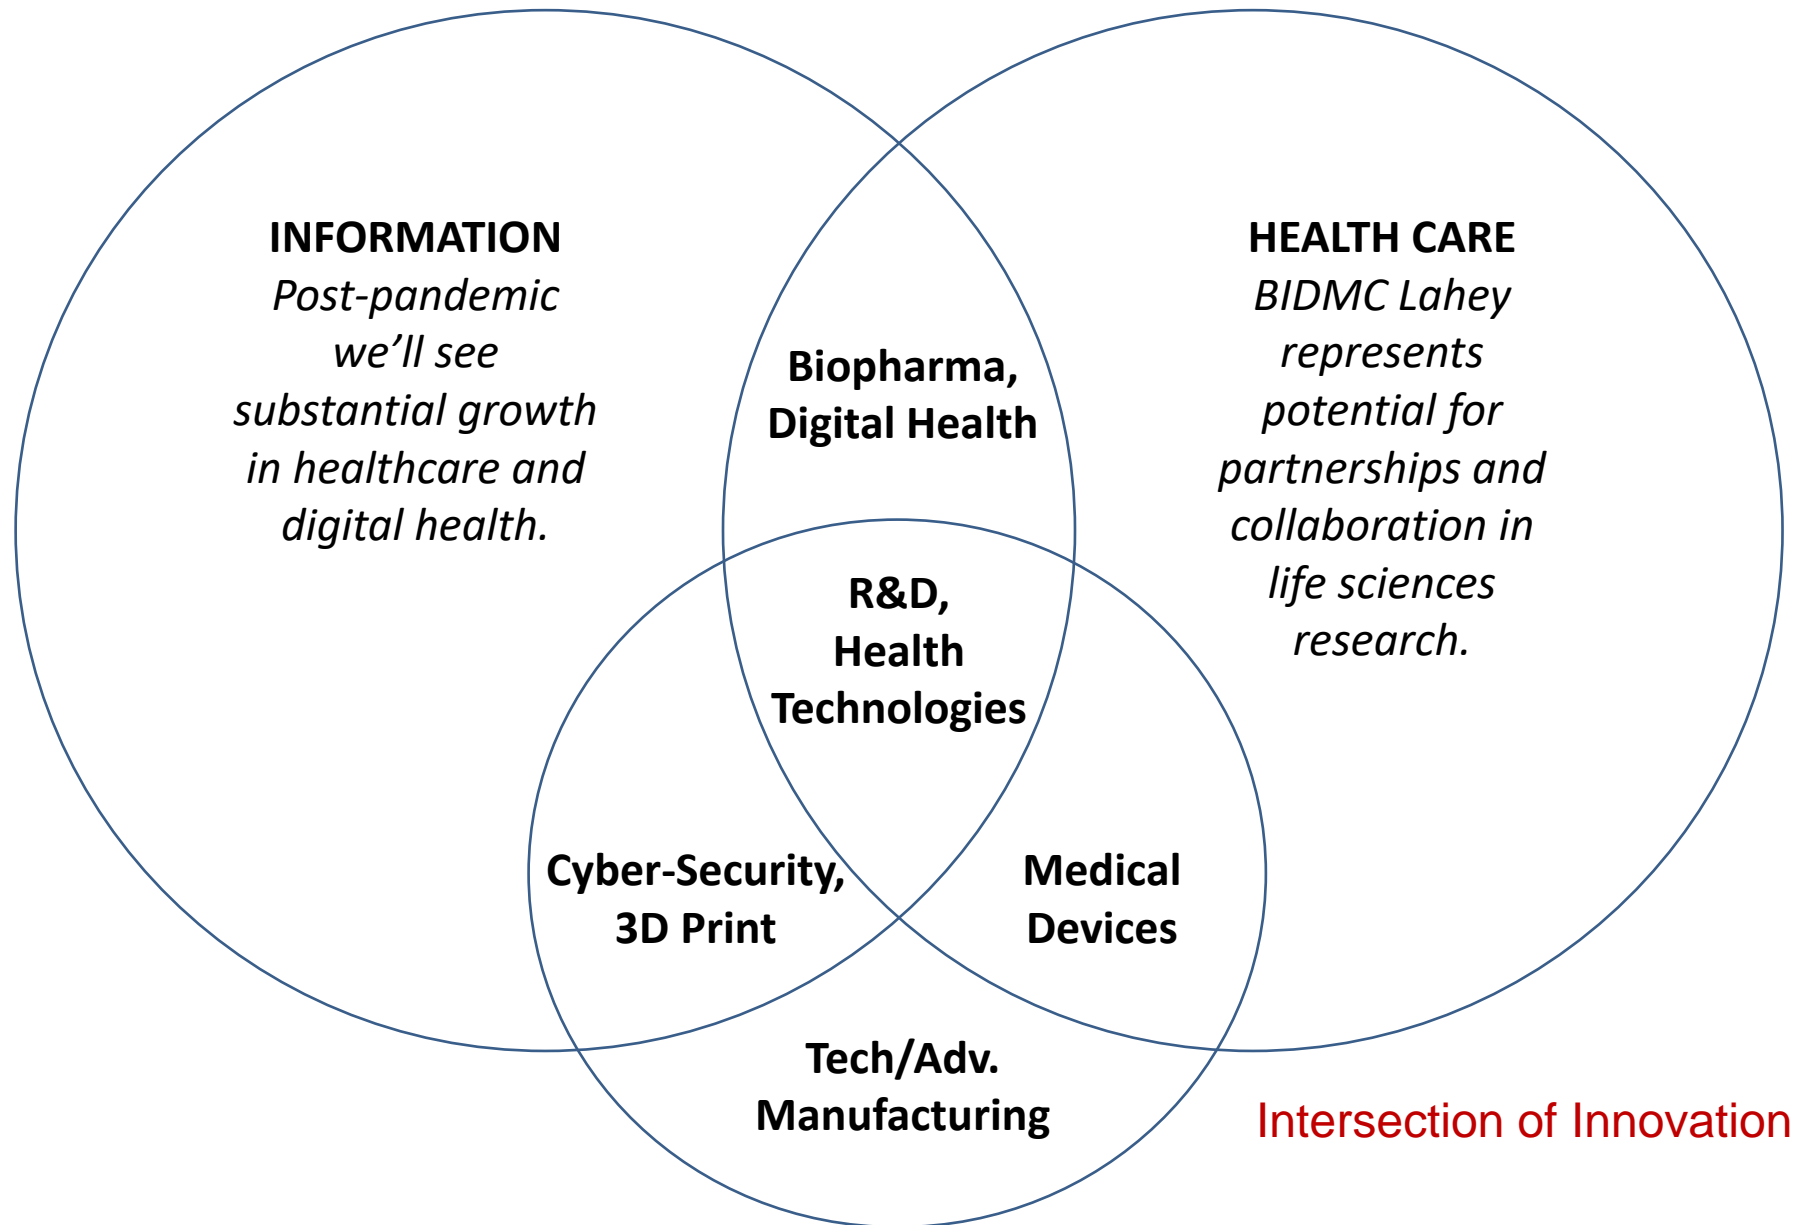 INFORMATION
Post-pandemic
we’ll see
substantial growth
in healthcare and
digital health.
Biopharma,
Digital Health
HEALTH CARE
BIDMC Lahey
represents
potential for
partnerships and
collaboration in
life sciences
research.
R&D,
Health
Technologies
Cyber-Security,
3D Print
Medical
Devices
Tech/Adv.
Manufacturing
Intersection of Innovation